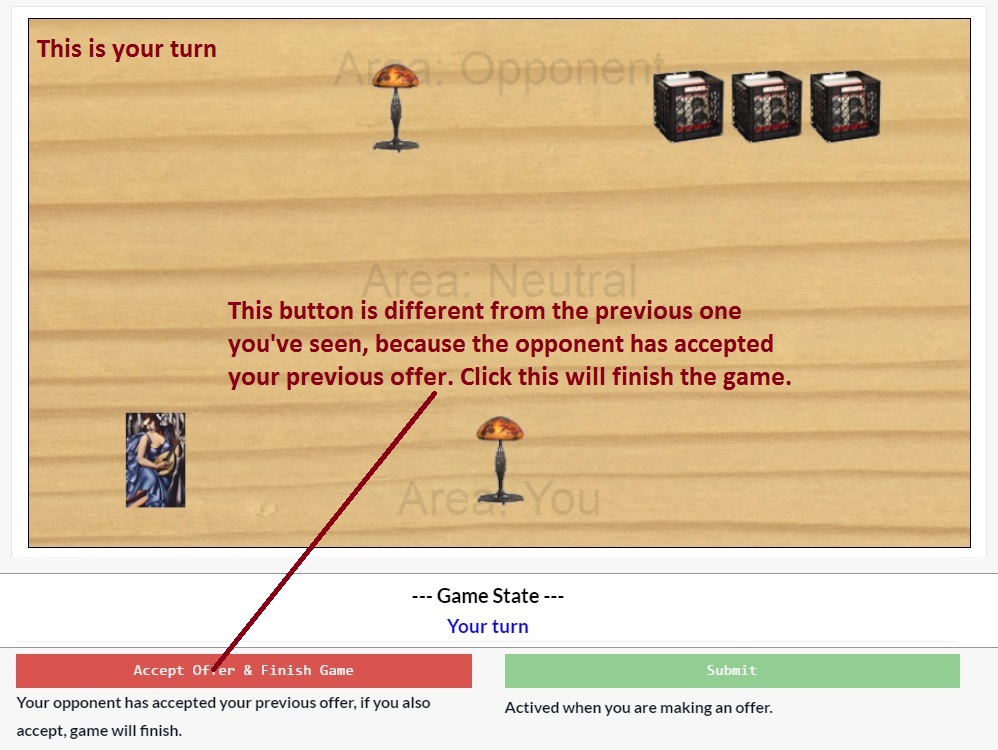 This is your turn
Area: Opponent
Area: Neutral
This button is different from the previous one
you've seen, because the opponent has accepted
your previous offer. Click this will finish the game.
Area: You
--- Game State ---
Your turn
Accept Offer & Finish Game
Submit
Your opponent has accepted your previous offer, if you also
accept, game will finish.
Actived when you are making an offer.